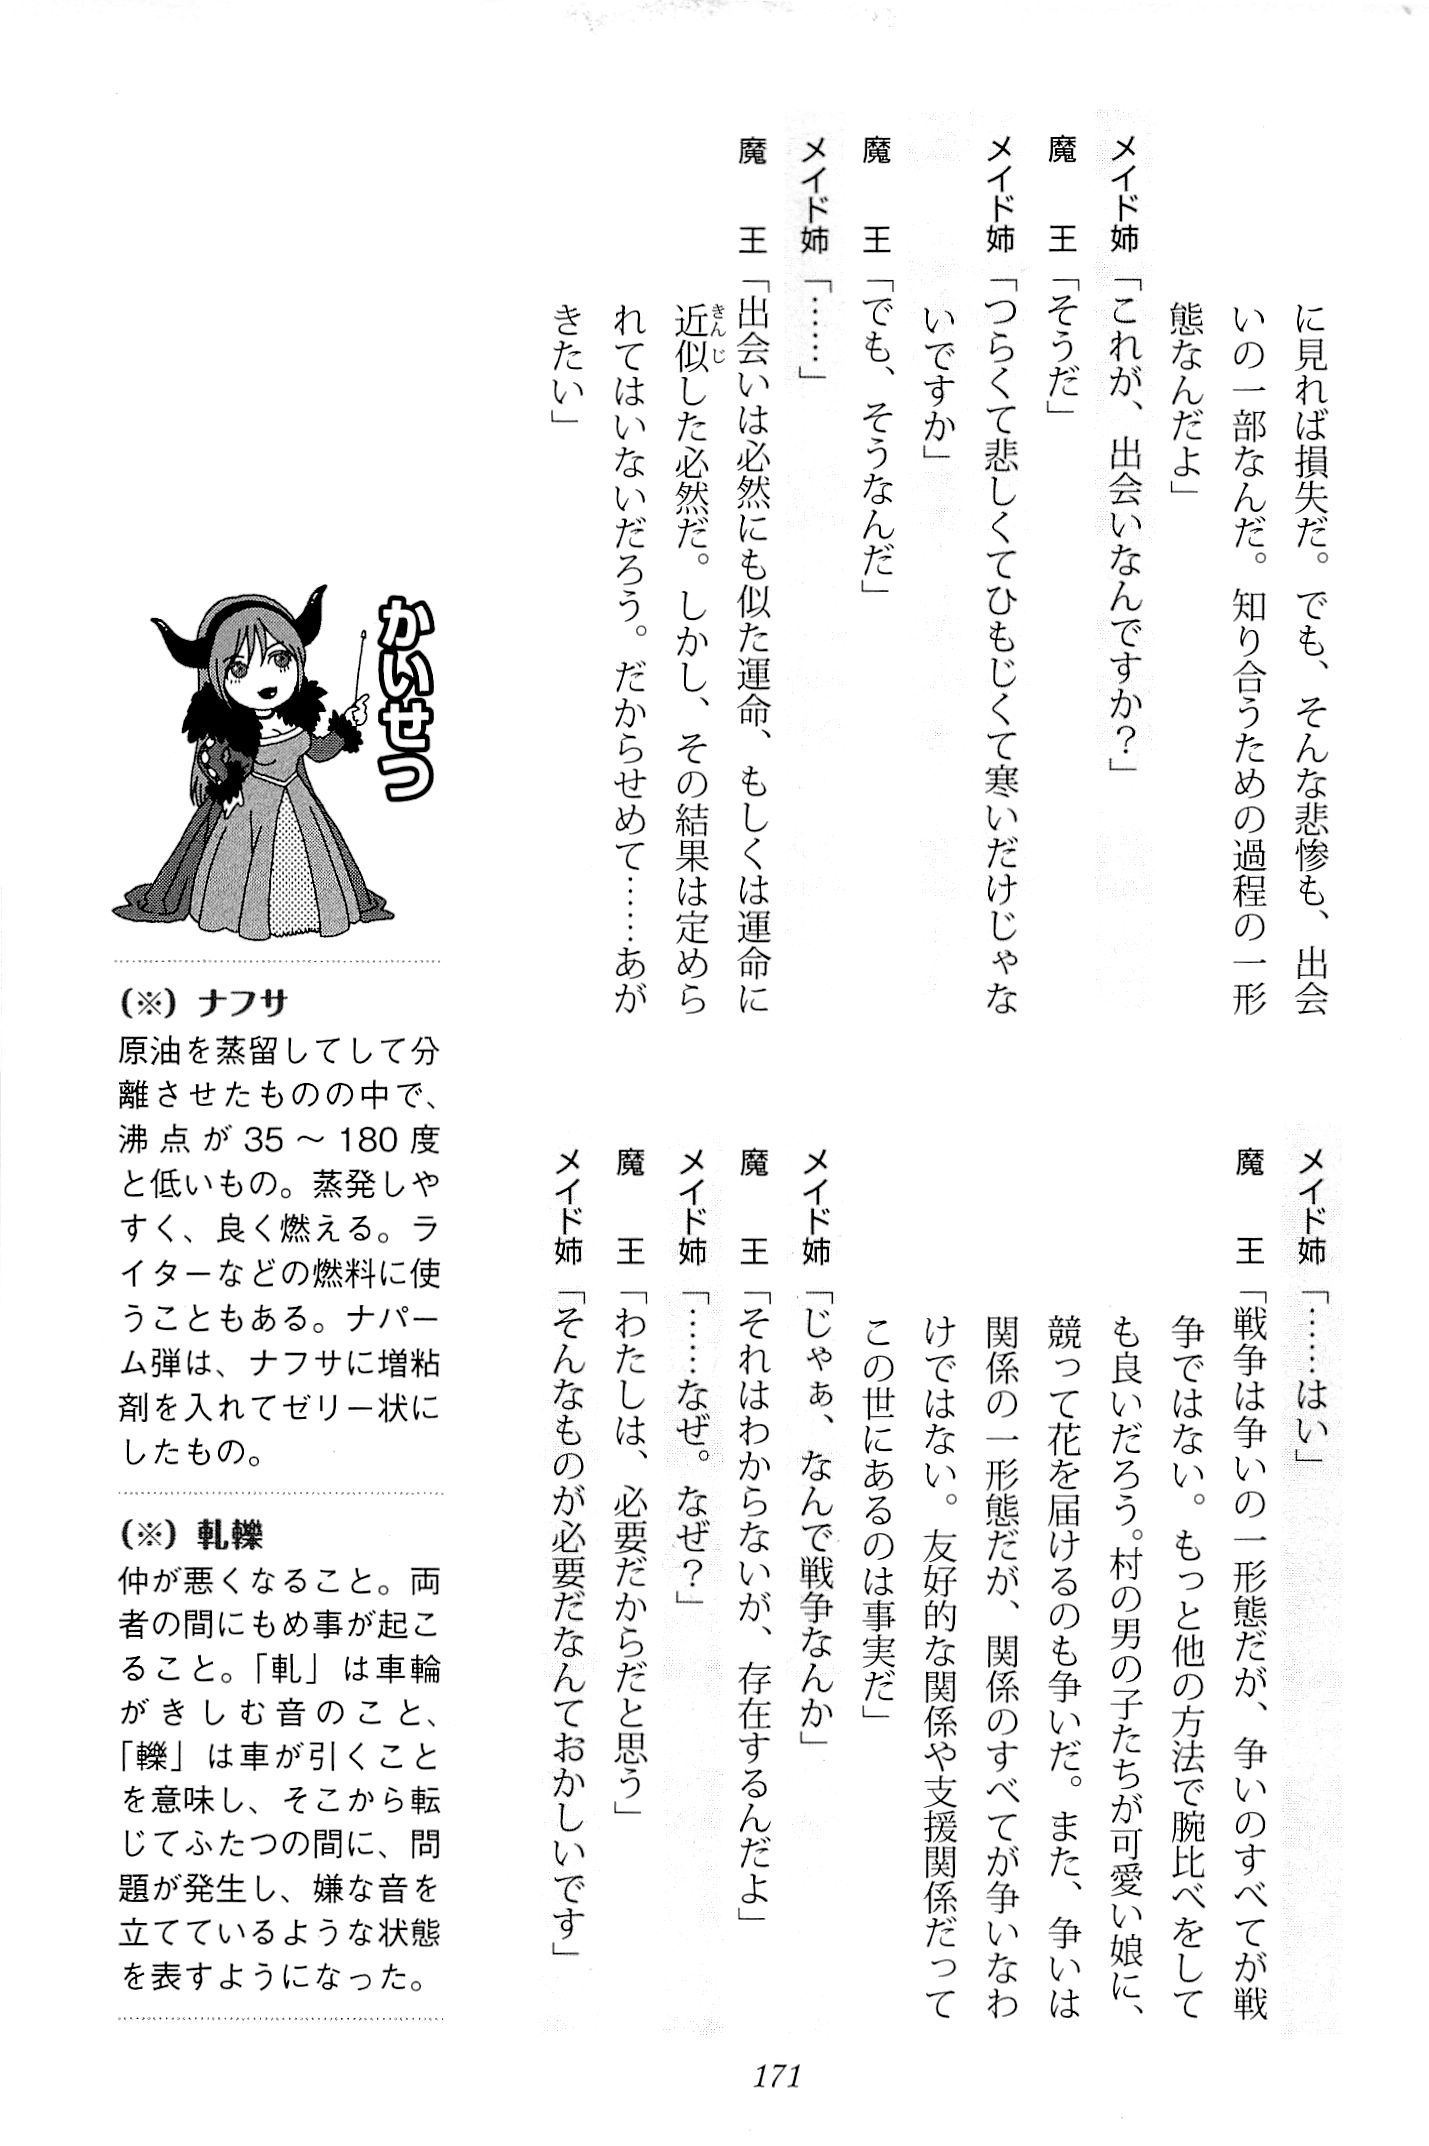 に見れば損失だ。でも、そんな悲惨も、出会
いの一部なんだ。知り合うための過程の一形
態なんだよ」
メイド姉「これが、出会いなんですか？」
魔　王「そうだ」
メイド姉「つらくて悲しくてひもじくて寒いだけじゃな
いですか」
魔　王「でも、そうなんだ」
メイド姉「……」
魔　王「出会いは必然にも似た運命、もしくは運命に
近似した必然だ。しかし、その結果は定めら
きんじ
れてはいないだろう。だからせめて……あが
きたい」
メイド姉「……はい」
魔　王「戦争は争いの一形態だが、争いのすべてが戦
争ではない。もっと他の方法で腕比べをして
も良いだろう。村の男の子たちが可愛い娘に、
競って花を届けるのも争いだ。また、争いは
関係の一形態だが、関係のすべてが争いなわ
けではない。友好的な関係や支援関係だって
この世にあるのは事実だ」
メイド姉「じゃぁ、なんで戦争なんか」
魔　王「それはわからないが、存在するんだよ」
メイド姉「……なぜ。なぜ？」
魔　王「わたしは、必要だからだと思う」
メイド姉「そんなものが必要だなんておかしいです」
かいせつ
（※）ナフサ
原油を蒸留してして分
離させたものの中で、
沸点が35～180度
と低いもの。蒸発しや
すく、良く燃える。ラ
イターなどの燃料に使
うこともある。ナパー
ム弾は、ナフサに増粘
剤を入れてゼリー状に
したもの。
（※）軋轢
仲が悪くなること。両
者の間にもめ事が起こ
ること。「軋」は車輪
がきしむ音のこと、
「轢」は車が引くこと
を意味し、そこから転
じてふたつの間に、問
題が発生し、嫌な音を
立てているような状態
を表すようになった。
171